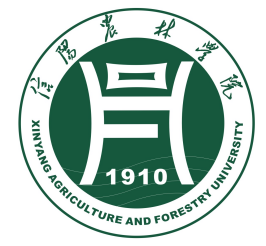 信阳农林学院
1910
XINYANG AGRICULTURE AND FORESTRY UNIVERSITY